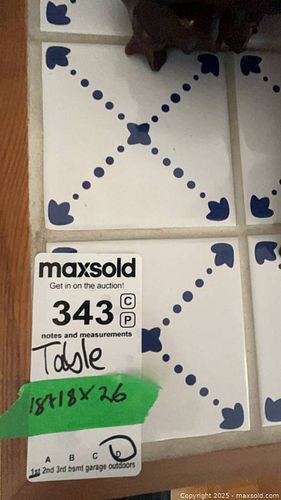 maxsold
Get in on the auction!
343 C
P
notes and measurements
Table
18x18x26
A B C D
1st 2nd 3rd bsmt garage outdoors
Copyright © 2025 - maxsold.com